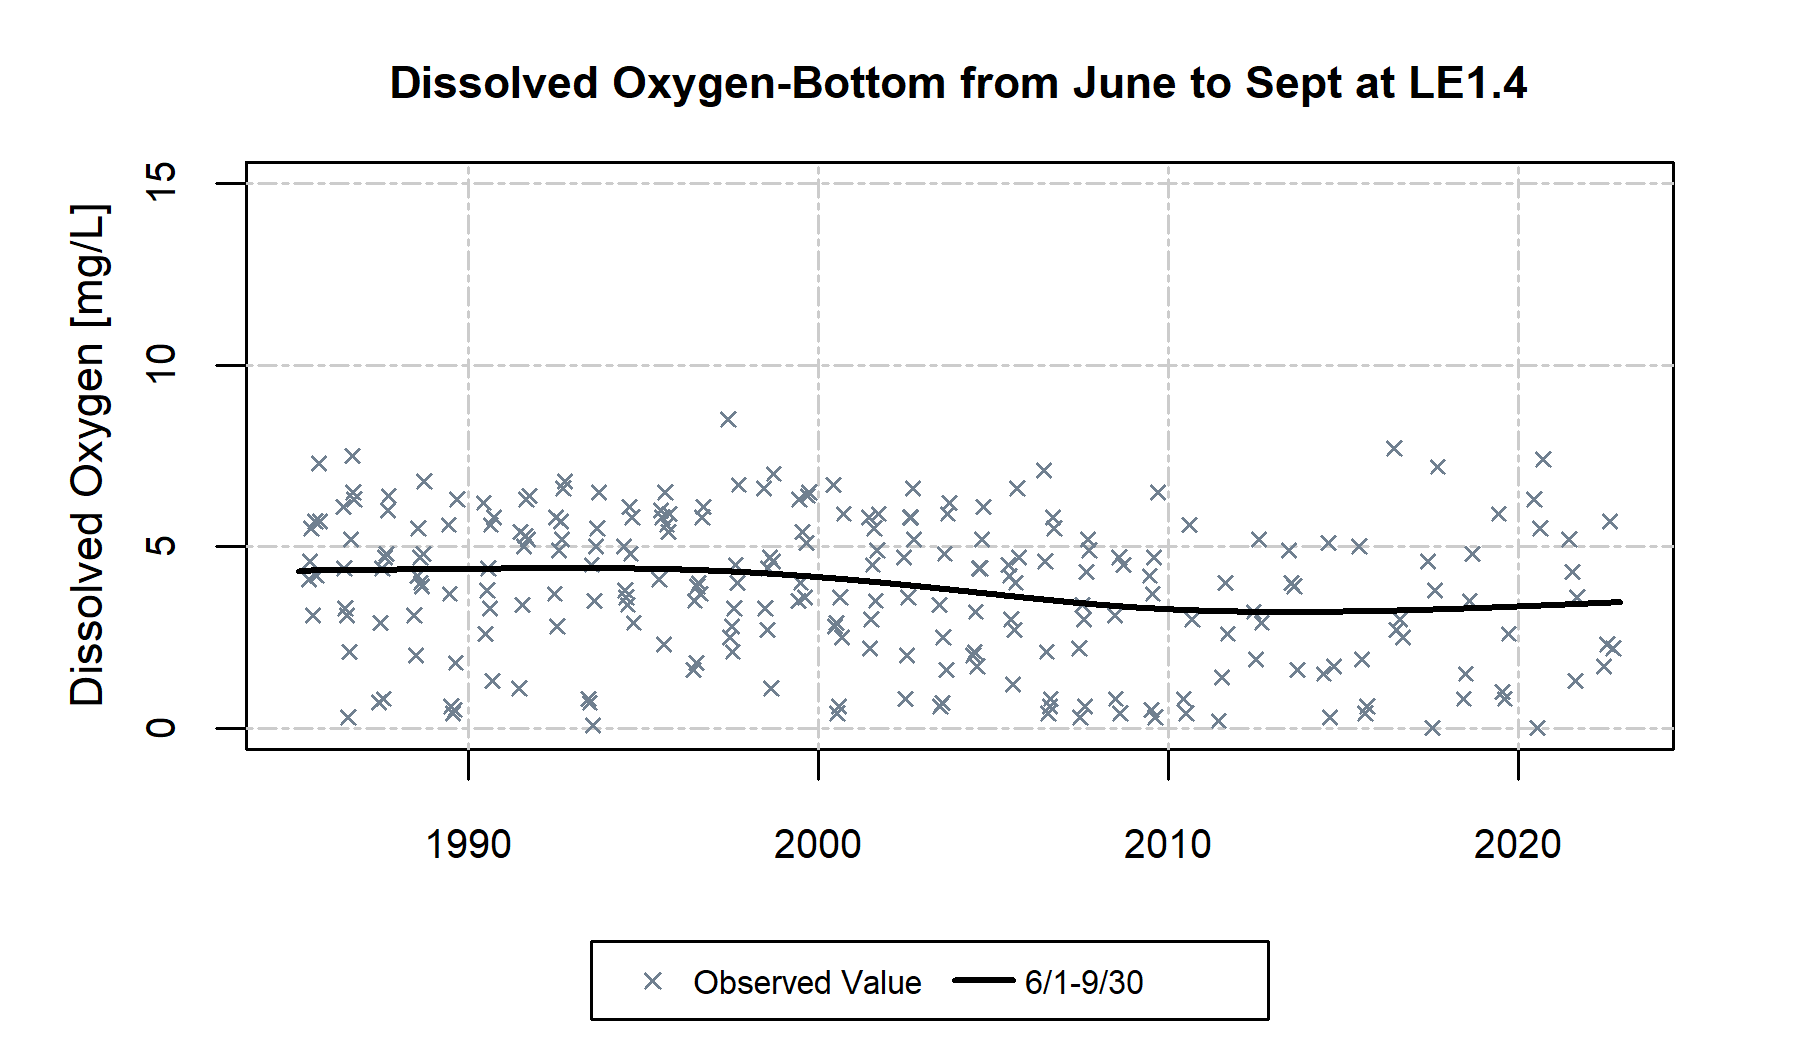 Dissolved Oxygen-Bottom from June to Sept at LE1.4
Dissolved Oxygen [mg/L]
15
10
5
0
1990 2000 2010 2020
Observed Value 6/1-9/30